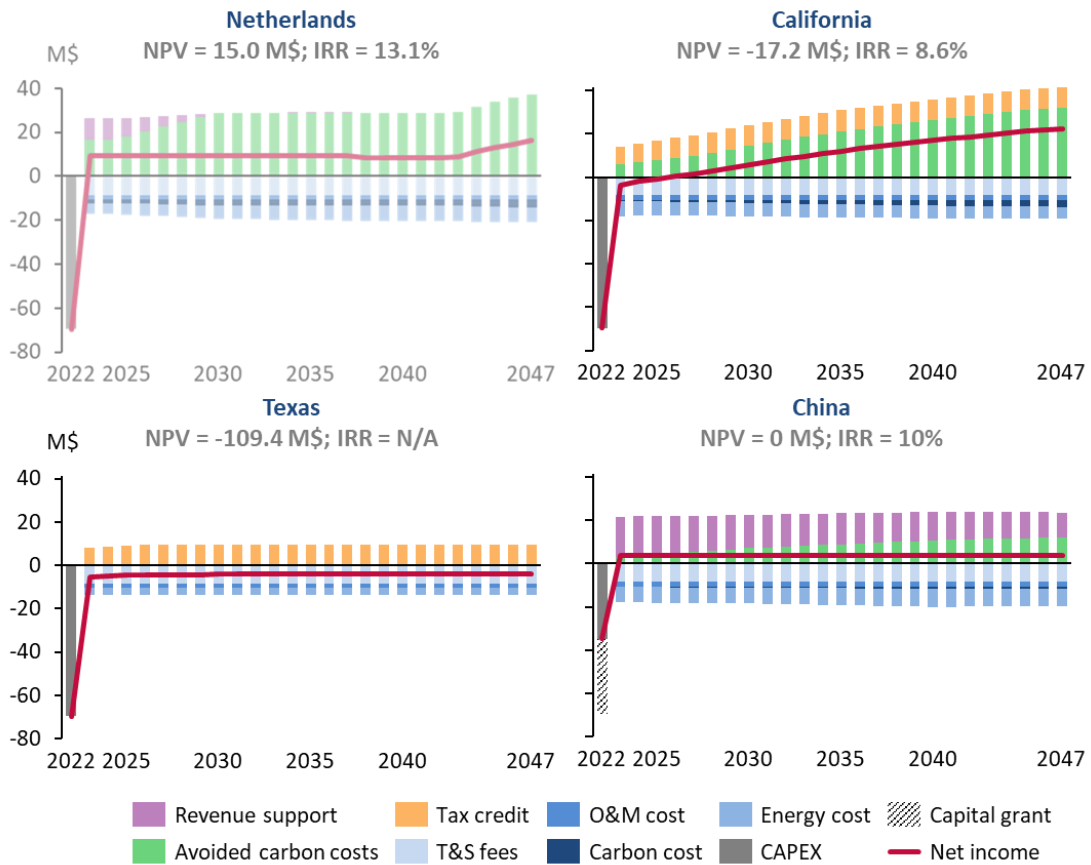 Netherlands
NPV = 15.0 M$; IRR = 13.1%
M$
40
20
0
-20
-40
-60
-80
2022 2025 2030 2035 2040 2047
California
NPV = -17.2 M$; IRR = 8.6%
2022 2025 2030 2035 2040 2047
Texas
NPV = -109.4 M$; IRR = N/A
M$
40
20
0
-20
-40
-60
-80
2022 2025 2030 2035 2040 2047
China
NPV = 0 M$; IRR = 10%
2022 2025 2030 2035 2040 2047
Revenue support Tax credit O&M cost Energy cost Capital grant
Avoided carbon costs T&S fees Carbon cost CAPEX Net income